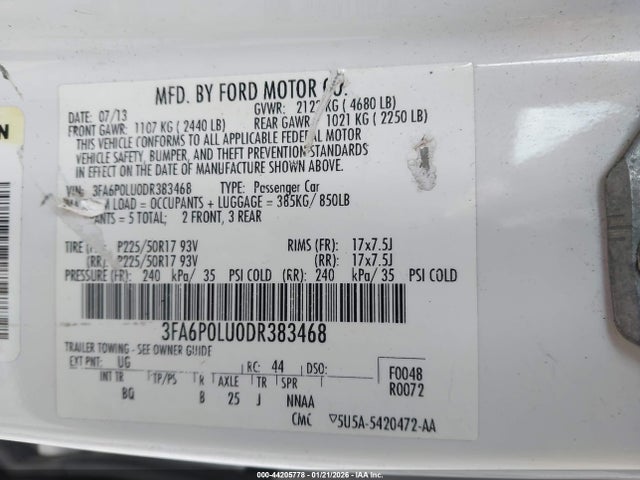 MFD. BY FORD MOTOR CO.
DATE: 07/13 GVWR: 2123 KG ( 4680 LB)
FRONT GAWR: 1107 KG ( 2440 LB) REAR GAWR: 1021 KG ( 2250 LB)
THIS VEHICLE CONFORMS TO ALL APPLICABLE FEDERAL MOTOR
VEHICLE SAFETY, BUMPER, AND THEFT PREVENTION STANDARDS
IN EFFECT ON THE DATE OF MANUFACTURE SHOWN ABOVE.
VIN: 3FA6P0LU0DR383468 TYPE: Passenger Car
LOAD = OCCUPANTS + LUGGAGE = 385KG/ 850LB
= 5 TOTAL; 2 FRONT, 3 REAR
TIRE P225/50R17 93V RIMS (FR): 17x7.5J
(RR): P225/50R17 93V (RR): 17x7.5J
PRESSURE (FR): 240 kPa/ 35 PSI COLD (RR): 240 kPa/ 35 PSI COLD
3FA6P0LU0DR383468
TRAILER TOWING - SEE OWNER GUIDE
EXT PNT: UG RC: 44 DSO: F0048
INT TR TP/PS R AXLE TR SPR R0072
BQ B 25 J NNAA
CMC ▽5U5A-5420472-AA
© - 44205778 - 01/21/2026 - IAA Inc.